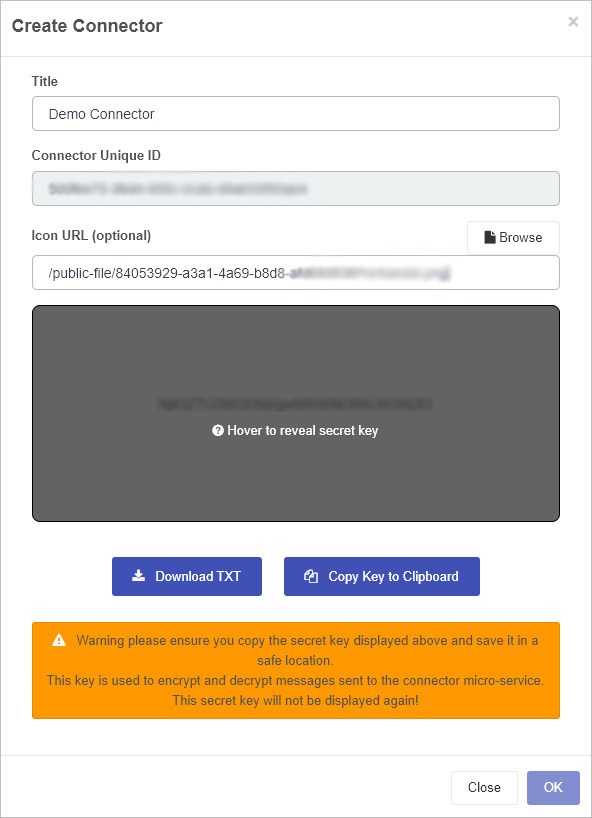 Create Connector
×
Title
Demo Connector
Connector Unique ID
Icon URL (optional)
Browse
/public-file/84053929-a3a1-4a69-b8d8-
Hover to reveal secret key
Download TXT
Copy Key to Clipboard
Warning please ensure you copy the secret key displayed above and save it in a
safe location.
This key is used to encrypt and decrypt messages sent to the connector micro-service.
This secret key will not be displayed again!
Close
OK